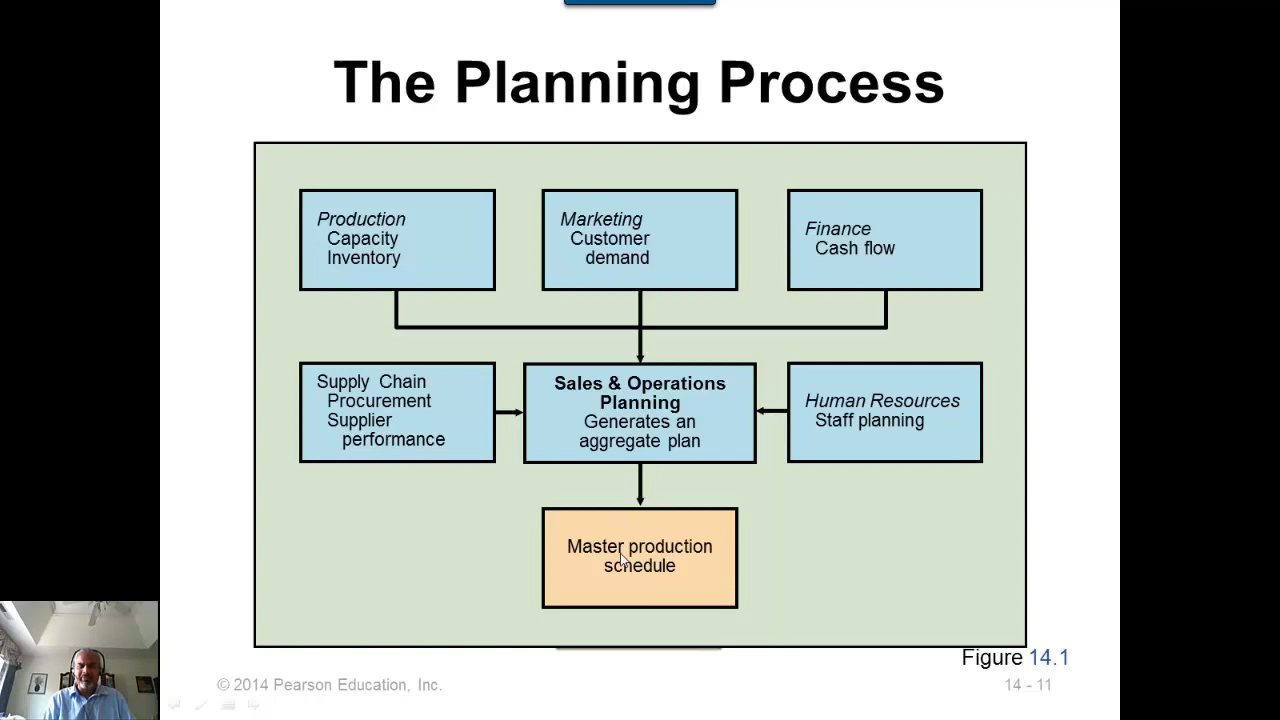 The Planning Process
Production
Capacity
Inventory
Marketing
Customer
demand
Finance
Cash flow
Supply Chain
Procurement
Supplier
performance
Sales & Operations
Planning
Generates an
aggregate plan
Human Resources
Staff planning
Master production
schedule
Figure 14.1
© 2014 Pearson Education, Inc.
14 - 11